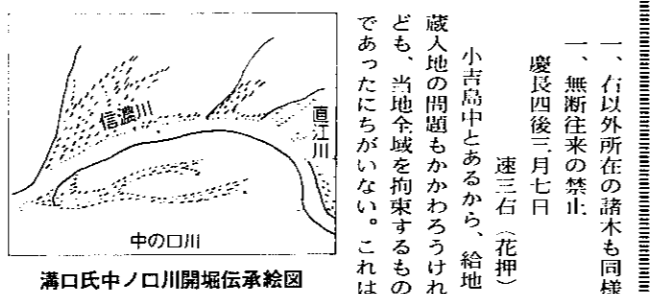 一、右以外所在の諸木も同様
一、無断往来の禁止
慶長四後三月七日
速三右（花押）
小吉島中とあるから、給地
蔵入地の問題もかかわろうけれ
ども、当地全域を拘束するもの
であったにちがいない。これは
信濃川
直江川
中の口川
溝口氏中ノ口川開堀伝承絵図